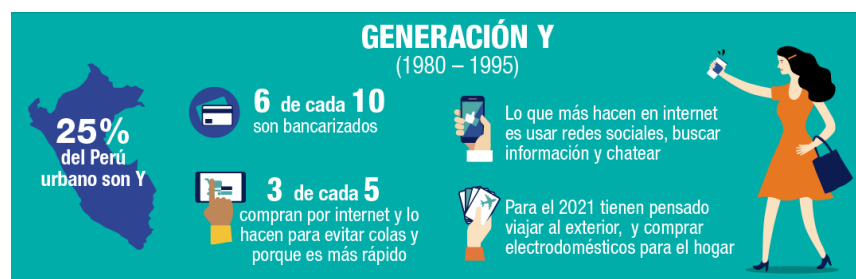 GENERACIÓN Y
(1980 – 1995)
25%
del Perú
urbano son Y
6 de cada 10
son bancarizados
3 de cada 5
compran por internet y lo
hacen para evitar colas y
porque es más rápido
Lo que más hacen en internet
es usar redes sociales, buscar
información y chatear
Para el 2021 tienen pensado
viajar al exterior, y comprar
electrodomésticos para el hogar